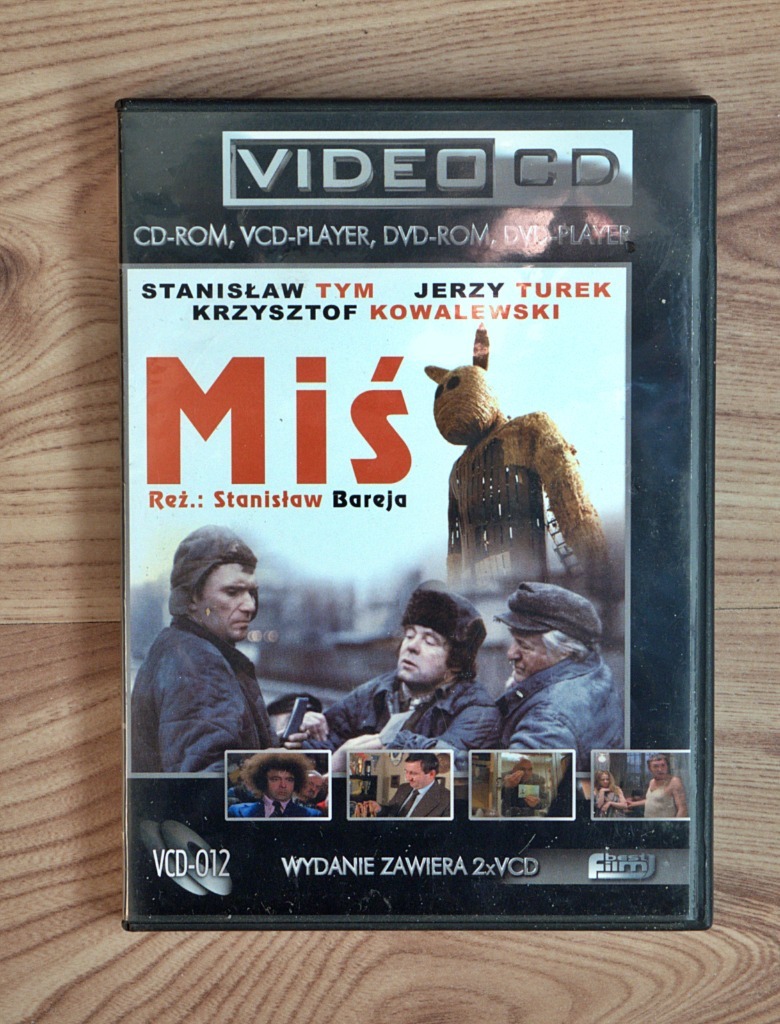 VIDEO CD
CD-ROM, VCD-PLAYER, DVD-ROM, DVD-PLAYER
STANISŁAW TYM JERZY TUREK
KRZYSZTOF KOWALEWSKI
Miś
Reż.: Stanisław Bareja
VCD-012
WYDANIE ZAWIERA 2xVCD
best
film